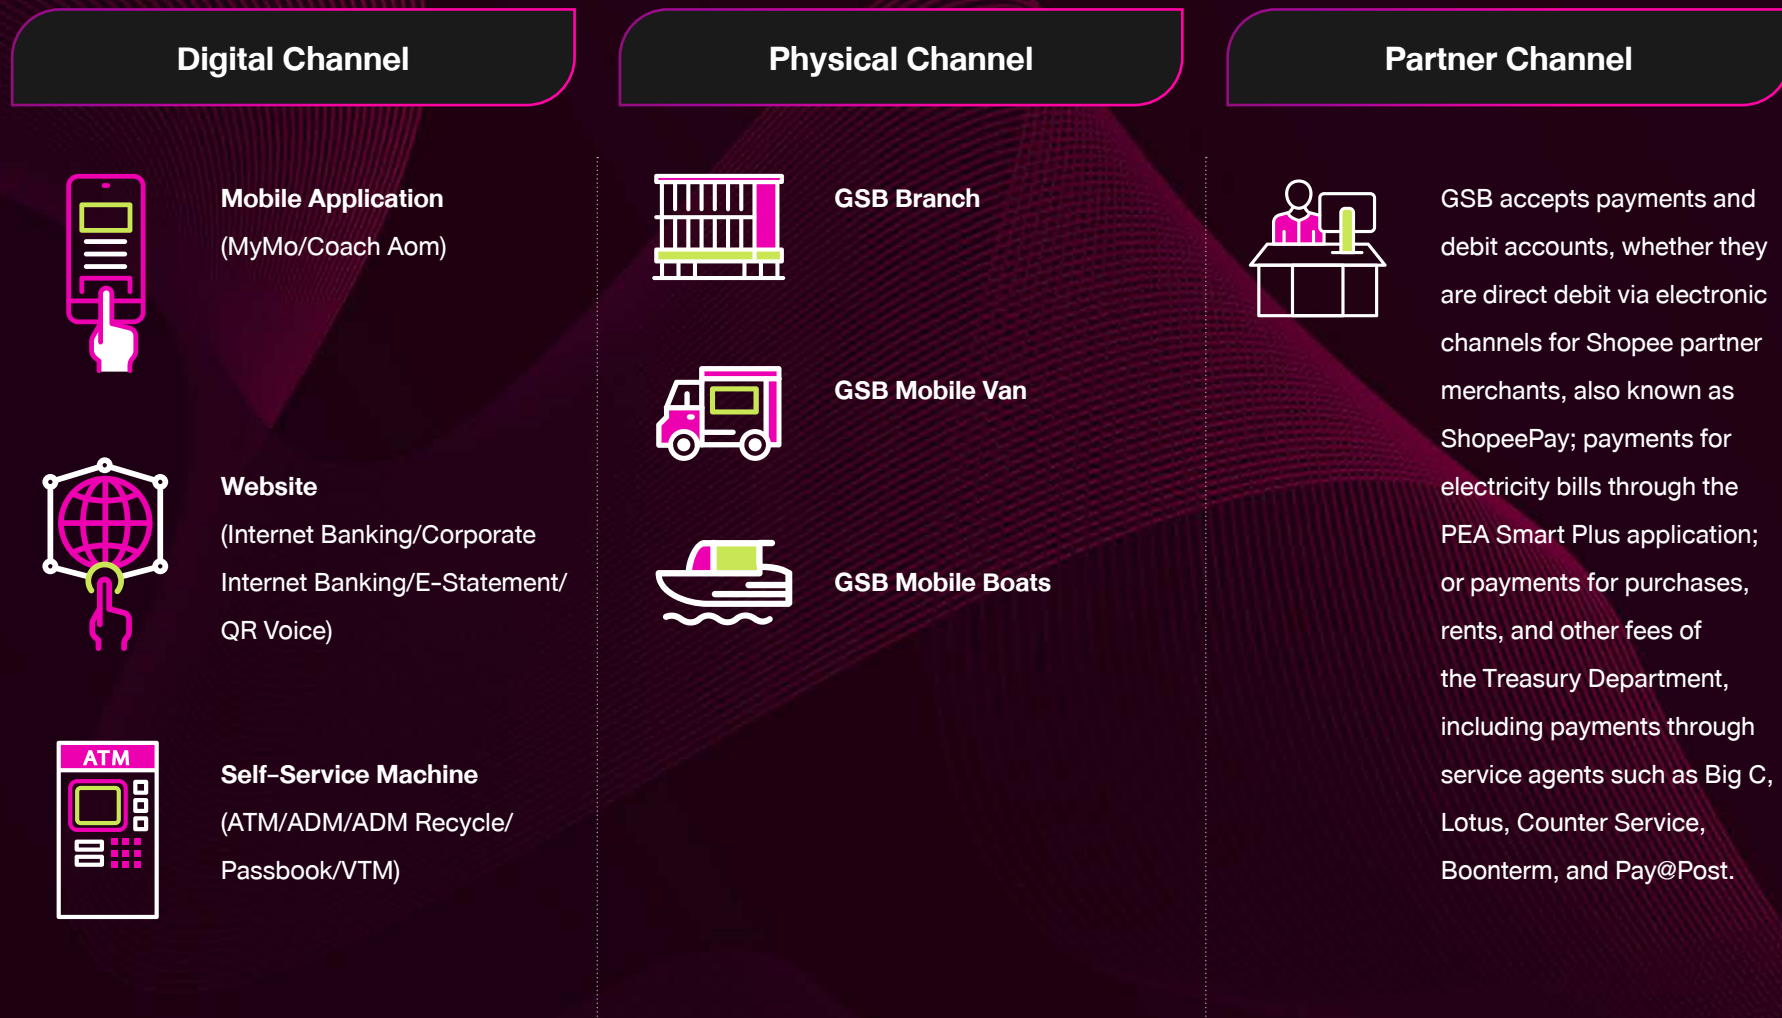 Digital Channel
Mobile Application
(MyMo/Coach Aom)
Website
(Internet Banking/Corporate
Internet Banking/E-Statement/
QR Voice)
ATM
Self-Service Machine
(ATM/ADM/ADM Recycle/
Passbook/VTM)
Physical Channel
GSB Branch
GSB Mobile Van
GSB Mobile Boats
Partner Channel
GSB accepts payments and
debit accounts, whether they
are direct debit via electronic
channels for Shopee partner
merchants, also known as
ShopeePay; payments for
electricity bills through the
PEA Smart Plus application;
or payments for purchases,
rents, and other fees of
the Treasury Department,
including payments through
service agents such as Big C,
Lotus, Counter Service,
Boonterm, and Pay@Post.